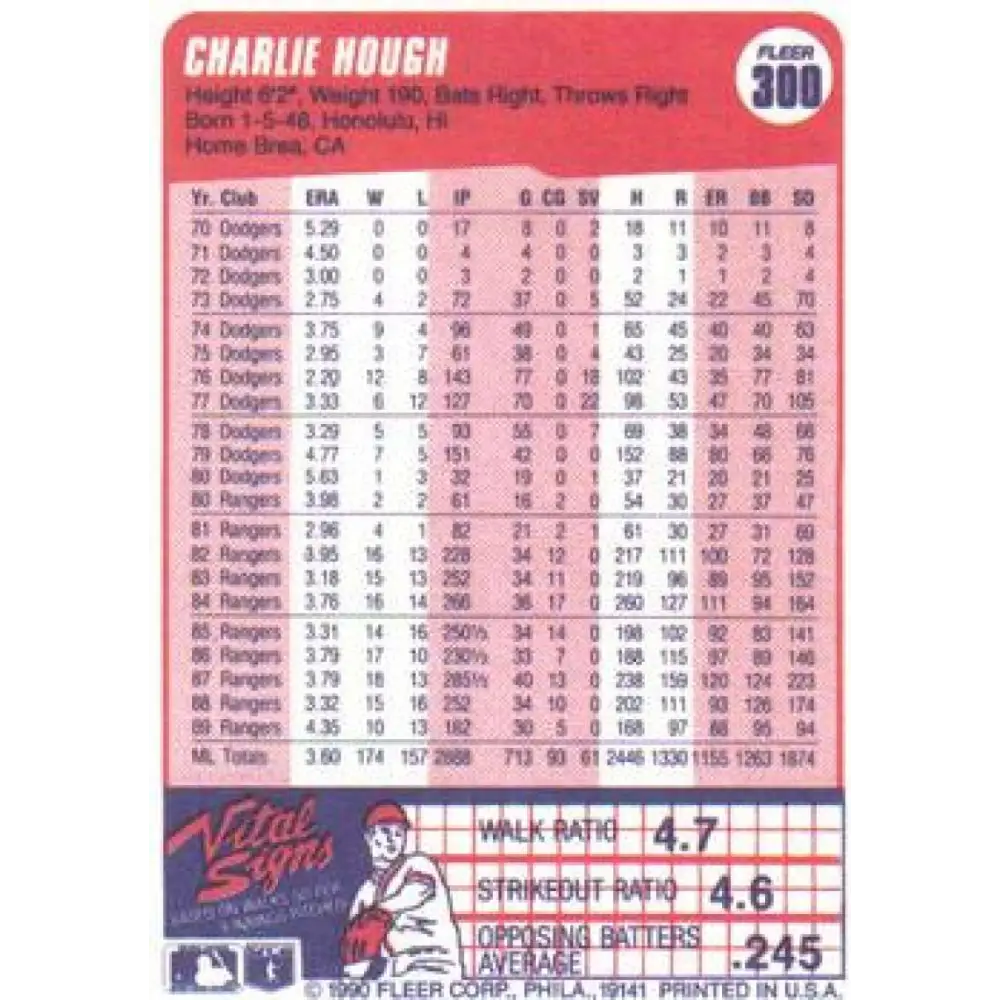 CHARLIE HOUGH
FLEER
300
Height 6'2", Weight 190, Bats Right, Throws Right
Born 1-5-48, Honolulu, HI
Home Brea, CA
Yr. Club ERA W L IP G CG SV H R ER BB SO
70 Dodgers 5.29 0 0 17 8 0 2 18 11 10 11 8
71 Dodgers 4.50 0 0 4 4 0 0 3 3 2 3 4
72 Dodgers 3.00 0 0 3 2 0 0 2 1 1 2 4
73 Dodgers 2.75 4 2 72 37 0 5 52 24 22 45 70
74 Dodgers 3.75 9 4 96 49 0 1 65 45 40 40 63
75 Dodgers 2.95 3 7 61 38 0 4 43 25 20 34 34
76 Dodgers 2.20 12 8 143 77 0 18 102 43 35 77 81
77 Dodgers 3.33 6 12 127 70 0 22 98 53 47 70 105
78 Dodgers 3.29 5 5 93 55 0 7 69 38 34 48 66
79 Dodgers 4.77 7 5 151 42 0 0 152 88 80 66 76
80 Dodgers 5.63 1 3 32 19 0 1 37 21 20 21 25
80 Rangers 3.98 2 2 61 16 2 0 54 30 27 37 47
81 Rangers 2.96 4 1 82 21 2 1 61 30 27 31 69
82 Rangers 3.95 16 13 228 34 12 0 217 111 100 72 128
83 Rangers 3.18 15 13 252 34 11 0 219 96 89 95 152
84 Rangers 3.76 16 14 266 36 17 0 260 127 111 94 164
85 Rangers 3.31 14 16 250⅓ 34 14 0 198 102 92 83 141
86 Rangers 3.79 17 10 230⅓ 33 7 0 188 115 97 89 146
87 Rangers 3.79 18 13 285⅓ 40 13 0 238 159 120 124 223
88 Rangers 3.32 15 16 252 34 10 0 202 111 93 126 174
89 Rangers 4.35 10 13 182 30 5 0 168 97 88 95 94
ML Totals 3.60 174 157 2688 713 93 61 2446 1330 1155 1263 1874
Vital
Signs
WALK RATIO 4.7
STRIKEOUT RATIO 4.6
OPPOSING BATTERS
AVERAGE .245
© 1990 FLEER CORP., PHILA., 19141 PRINTED IN U.S.A.